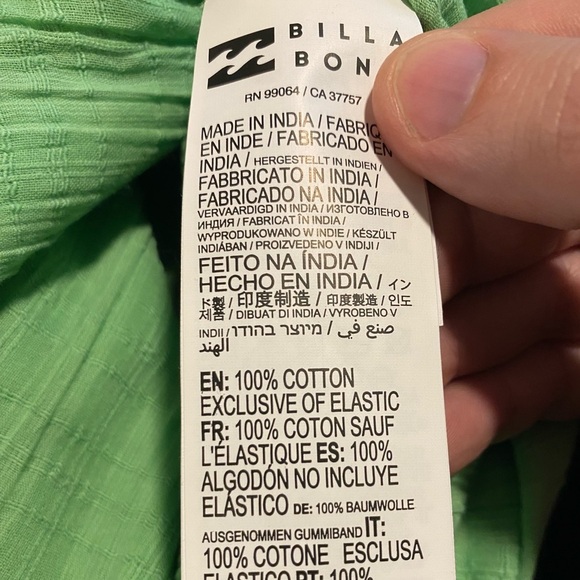 BILLA
BON
RN 99064 / CA 37757
MADE IN INDIA / FABRIQ
EN INDE / FABRICADO EN
INDIA / HERGESTELLT IN INDIEN /
FABBRICATO IN INDIA /
FABRICADO NA INDIA /
VERVAARDIGD IN INDIA / ИЗГОТОВЛЕНО В
ИНДИЯ / FABRICAT ÎN INDIA /
WYPRODUKOWANO W INDIE / KÉSZÜLT
INDIÁBAN / PROIZVEDENO V INDIJI /
FEITO NA ÍNDIA /
HECHO EN INDIA / イン
ド製 / 印度制造 / 印度製造 / 인도
제품 / DIBUAT DI INDIA / VYROBENO V
INDII / מיוצר בהודו / صنع في
الهند
EN: 100% COTTON
EXCLUSIVE OF ELASTIC
FR: 100% COTON SAUF
L'ÉLASTIQUE ES: 100%
ALGODÓN NO INCLUYE
ELÁSTICO DE: 100% BAUMWOLLE
AUSGENOMMEN GUMMIBAND IT:
100% COTONE ESCLUSA
ELASTICO PT: 100%